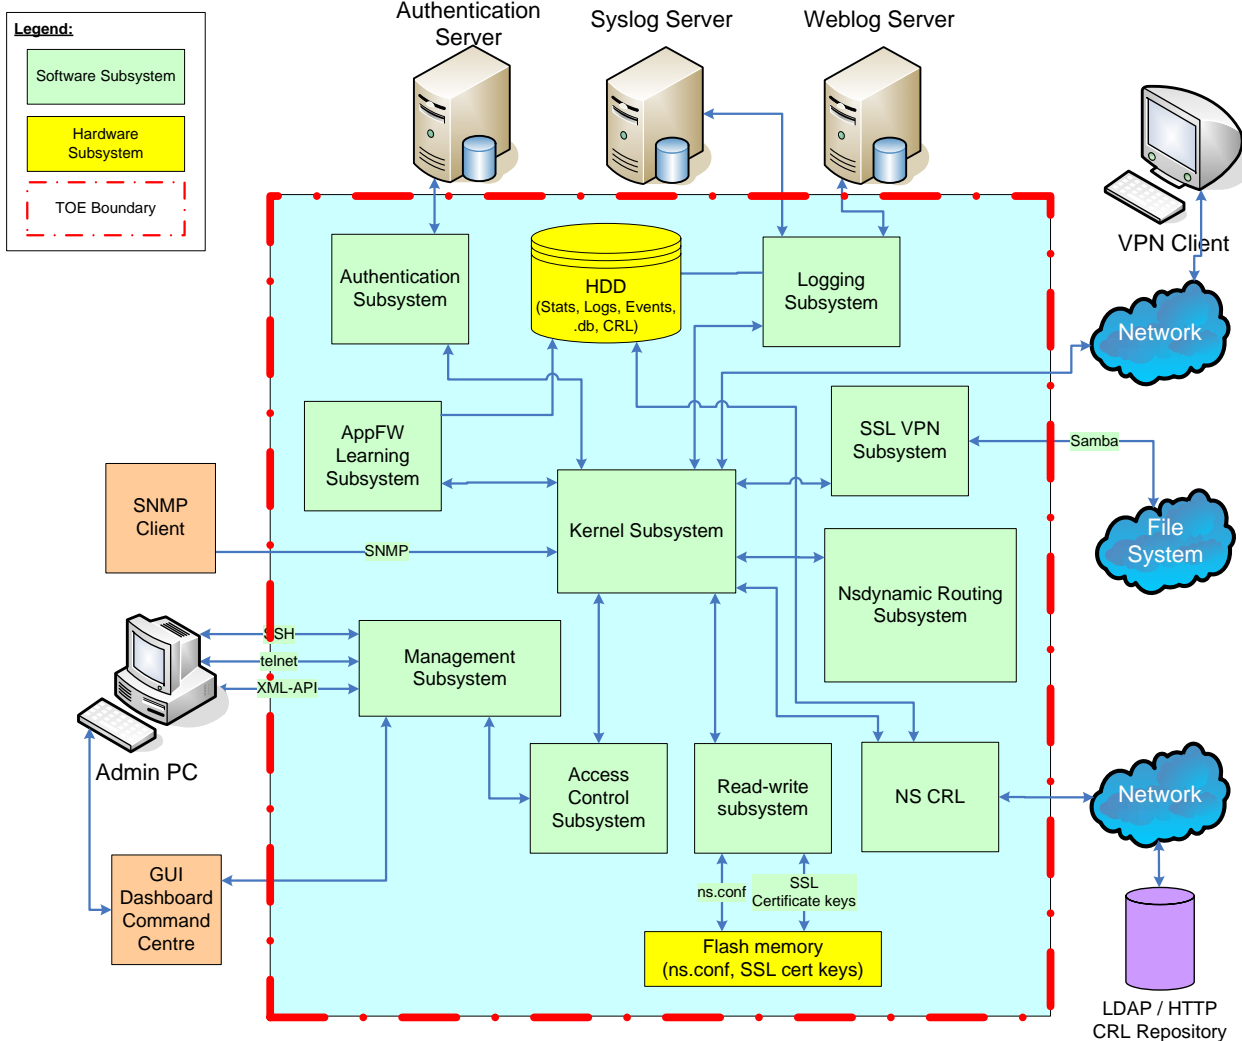 Authentication
Server
Syslog Server
Weblog Server
Legend:
Software Subsystem
Hardware
Subsystem
TOE Boundary
VPN Client
Authentication
Subsystem
HDD
(Stats, Logs, Events,
.db, CRL)
Logging
Subsystem
Network
AppFW
Learning
Subsystem
SSL VPN
Subsystem
Samba
SNMP
Client
SNMP
Kernel Subsystem
File
System
Nsdynamic Routing
Subsystem
SSH
telnet
XML-API
Management
Subsystem
Admin PC
Access
Control
Subsystem
Read-write
subsystem
NS CRL
Network
GUI
Dashboard
Command
Centre
ns.conf
SSL
Certificate keys
Flash memory
(ns.conf, SSL cert keys)
LDAP / HTTP
CRL Repository